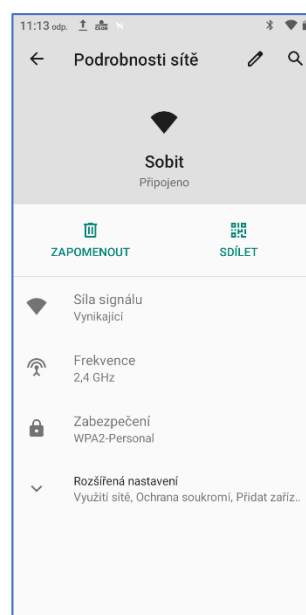 11:13 odp.
Podrobnosti sítě
Sobit
Připojeno
ZAPOMENOUT
SDÍLET
Síla signálu
Vynikající
Frekvence
2,4 GHz
Zabezpečení
WPA2-Personal
Rozšířená nastavení
Využití sítě, Ochrana soukromí, Přidat zaříz..